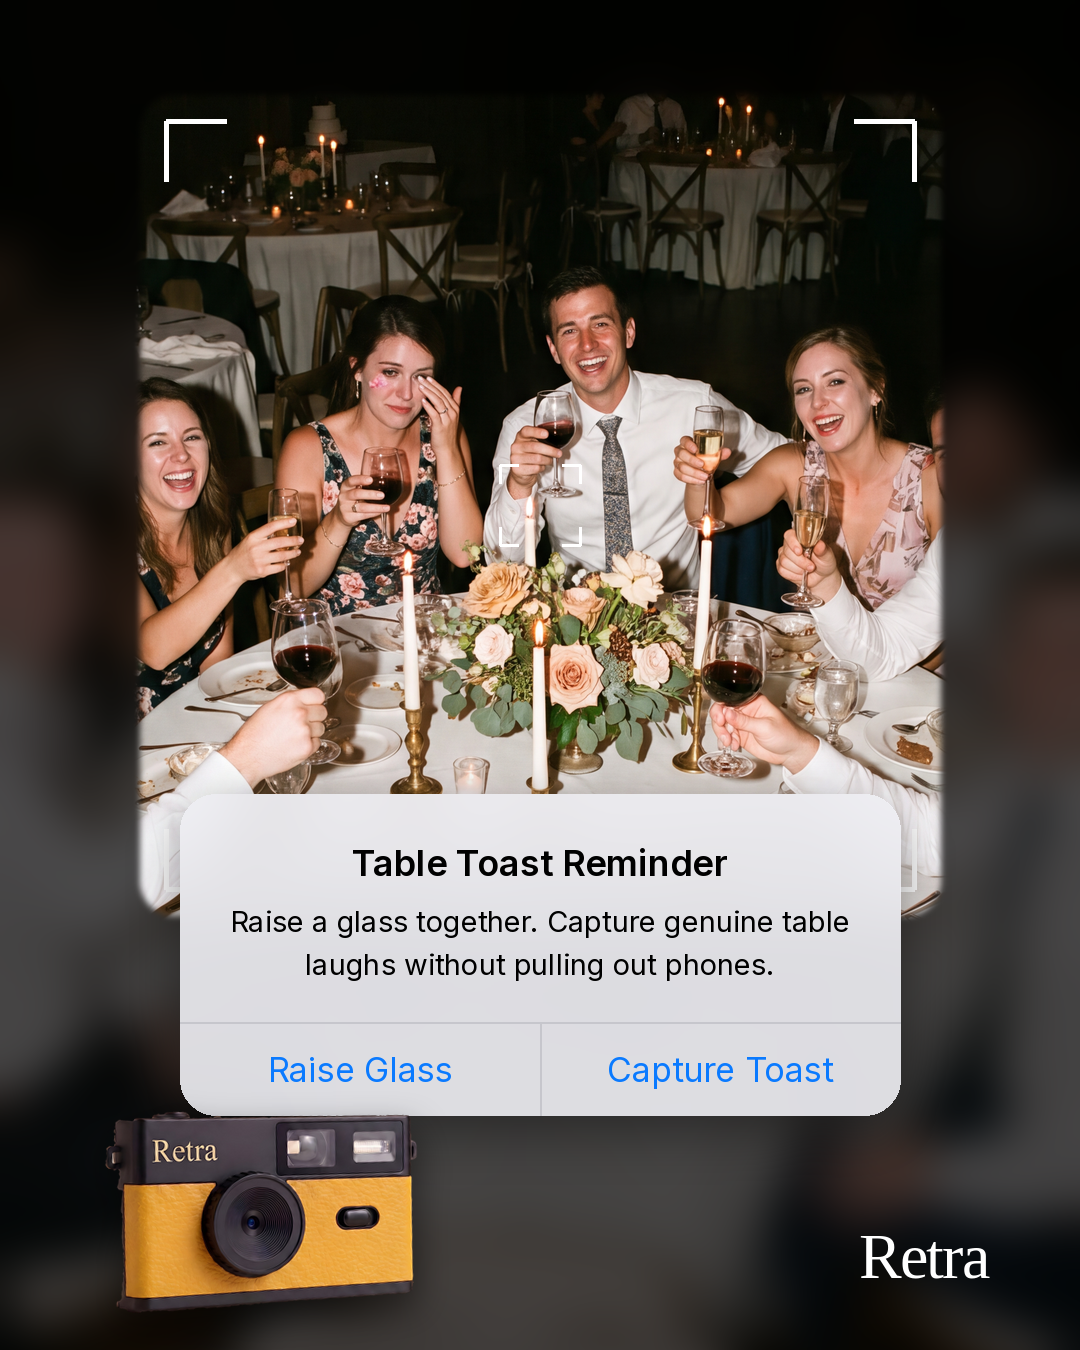 Table Toast Reminder
Raise a glass together. Capture genuine table
laughs without pulling out phones.
Raise Glass
Capture Toast
Retra
Retra